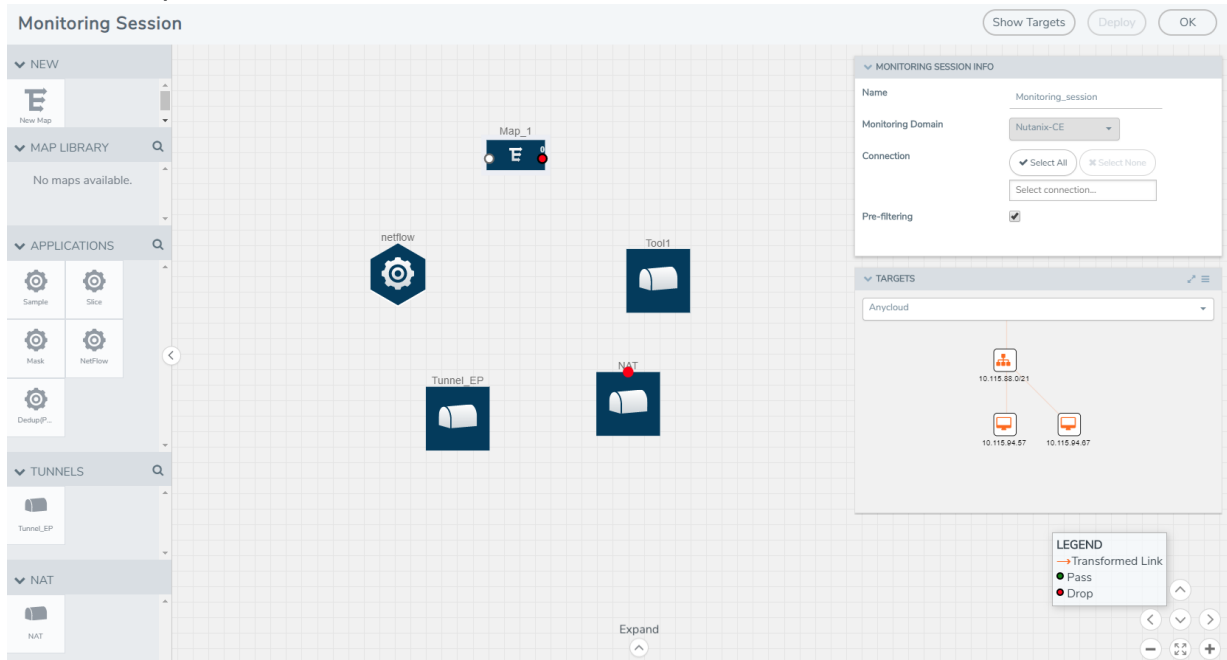 Monitoring Session
Show Targets
Deploy
OK
NEW
New Map
MAP LIBRARY
No maps available.
APPLICATIONS
Sample
Slice
Mask
NetFlow
Dedup(P...
TUNNELS
Tunnel_EP
NAT
NAT
Map_1
0
netflow
Tool1
Tunnel_EP
NAT
Expand
MONITORING SESSION INFO
Name
Monitoring_session
Monitoring Domain
Nutanix-CE
Connection
Select All
Select None
Select connection...
Pre-filtering
TARGETS
Anycloud
10.115.88.0/21
10.115.94.57
10.115.94.67
LEGEND
Transformed Link
Pass
Drop